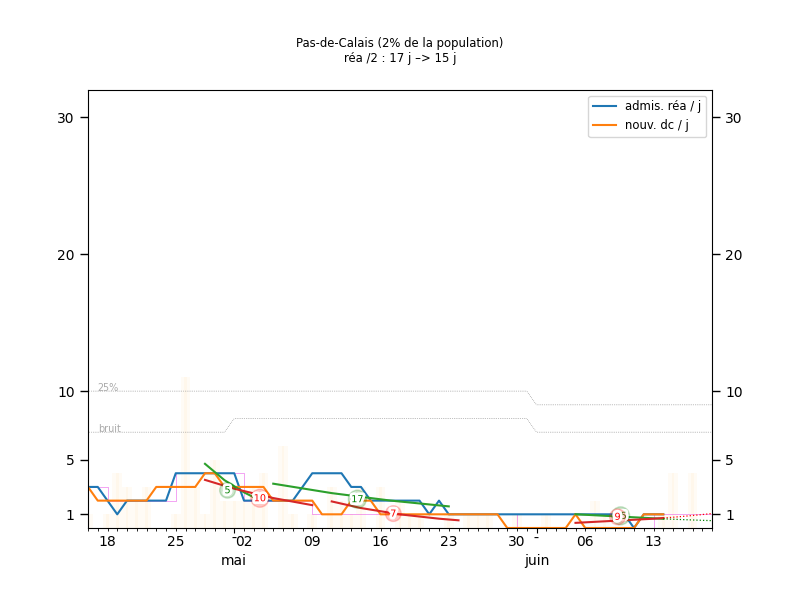 Pas-de-Calais (2% de la population)
réa /2 : 17 j –> 15 j
admis. réa / j
nouv. dc / j
30 30
20 20
10 10
25%
bruit
5 5
5 10 17 7 9
1 1
18 25 02 09 16 23 30 06 13
mai juin